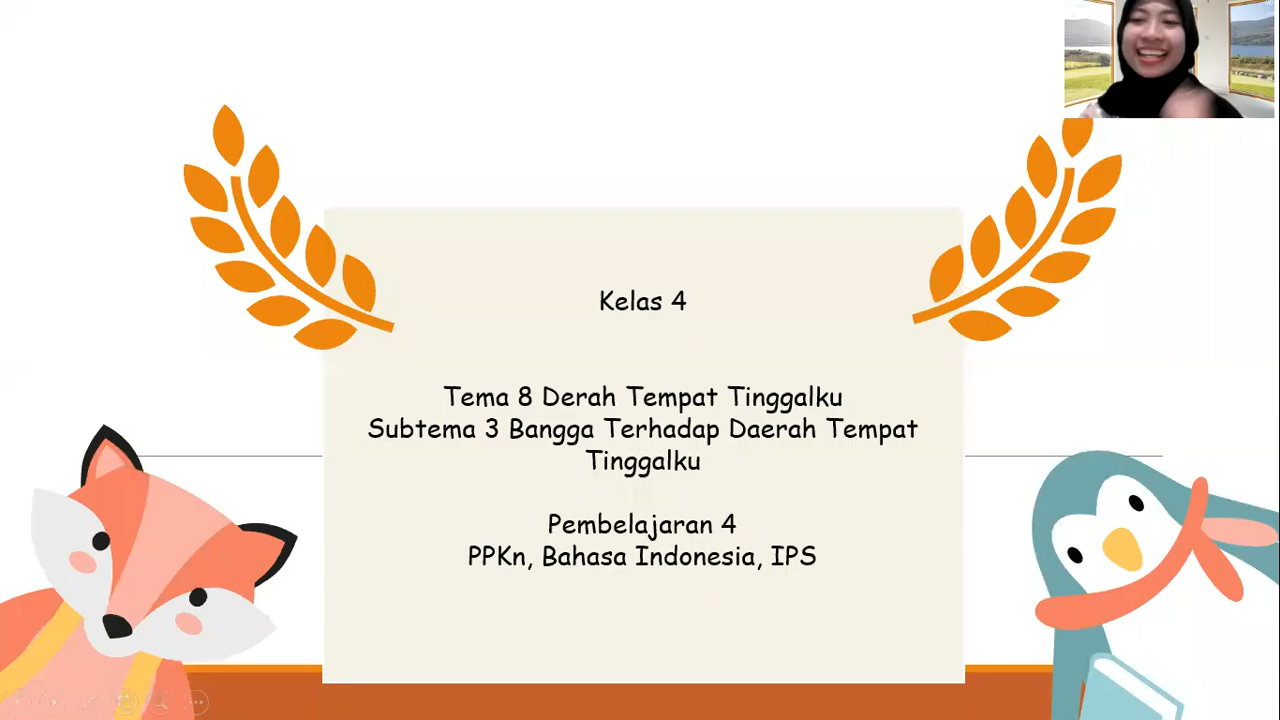 Kelas 4
Tema 8 Derah Tempat Tinggalku
Subtema 3 Bangga Terhadap Daerah Tempat
Tinggalku
Pembelajaran 4
PPKn, Bahasa Indonesia, IPS